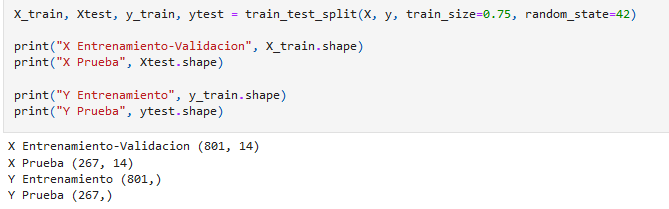 X_train, Xtest, y_train, ytest = train_test_split(X, y, train_size=0.75, random_state=42)
print("X Entrenamiento-Validacion", X_train.shape)
print("X Prueba", Xtest.shape)
print("Y Entrenamiento", y_train.shape)
print("Y Prueba", ytest.shape)
X Entrenamiento-Validacion (801, 14)
X Prueba (267, 14)
Y Entrenamiento (801,)
Y Prueba (267,)